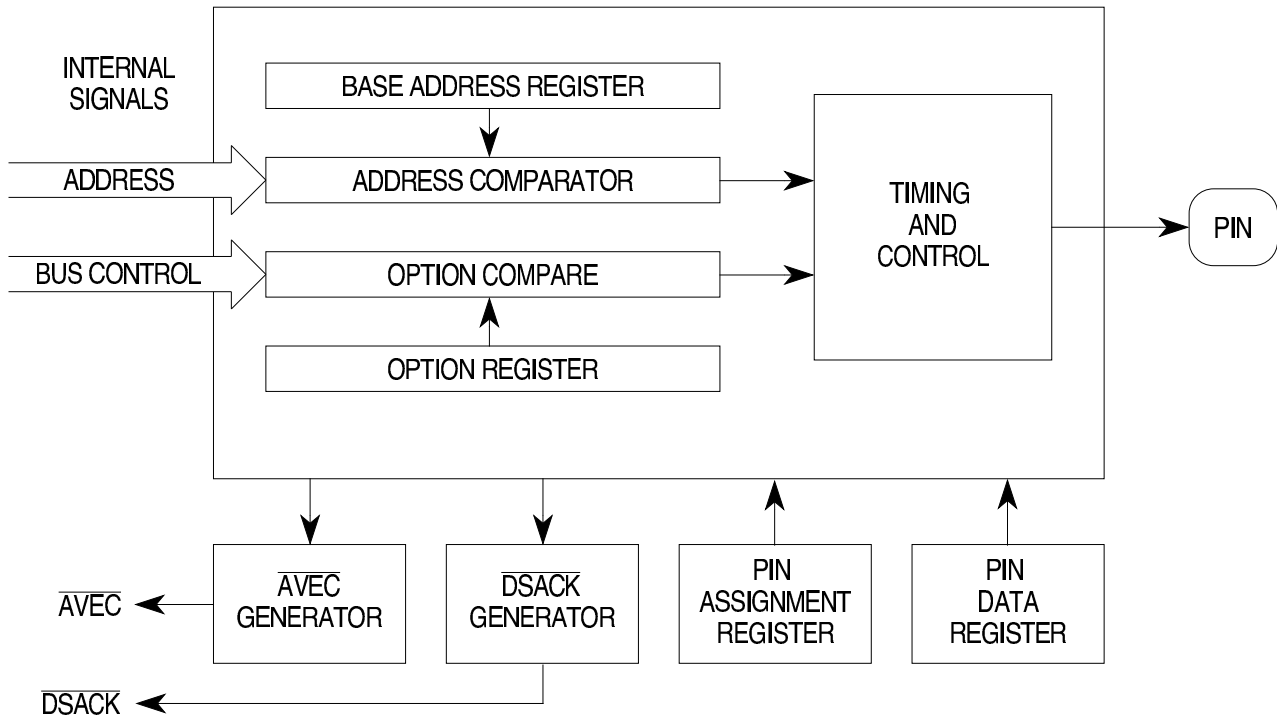 INTERNAL
SIGNALS
BASE ADDRESS REGISTER
ADDRESS
ADDRESS COMPARATOR
TIMING
AND
CONTROL
PIN
BUS CONTROL
OPTION COMPARE
OPTION REGISTER
AVEC
GENERATOR
DSACK
GENERATOR
PIN
ASSIGNMENT
REGISTER
PIN
DATA
REGISTER
AVEC
DSACK